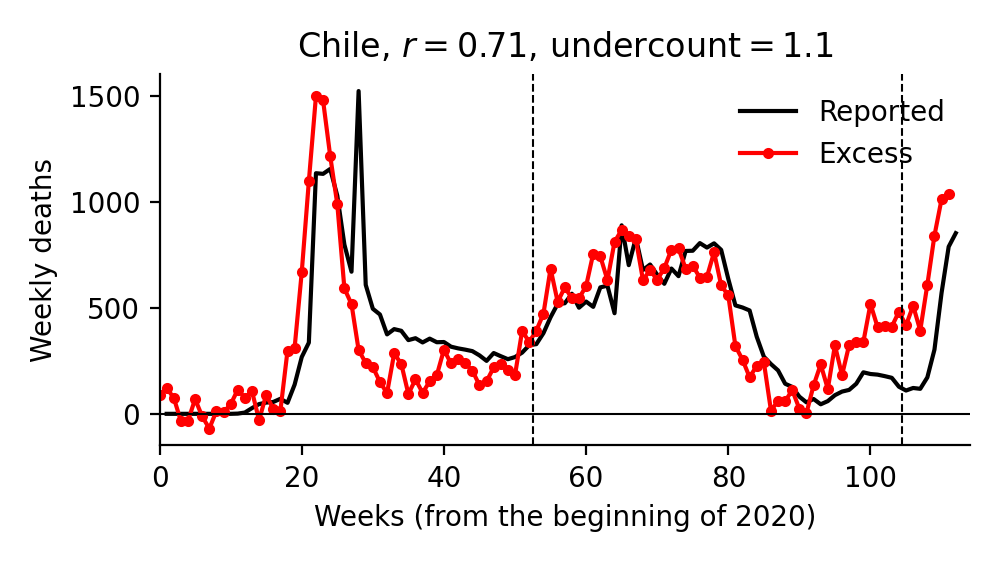 Chile, r = 0.71, undercount = 1.1
Reported
Excess
Weekly deaths
1500
1000
500
0
0 20 40 60 80 100
Weeks (from the beginning of 2020)